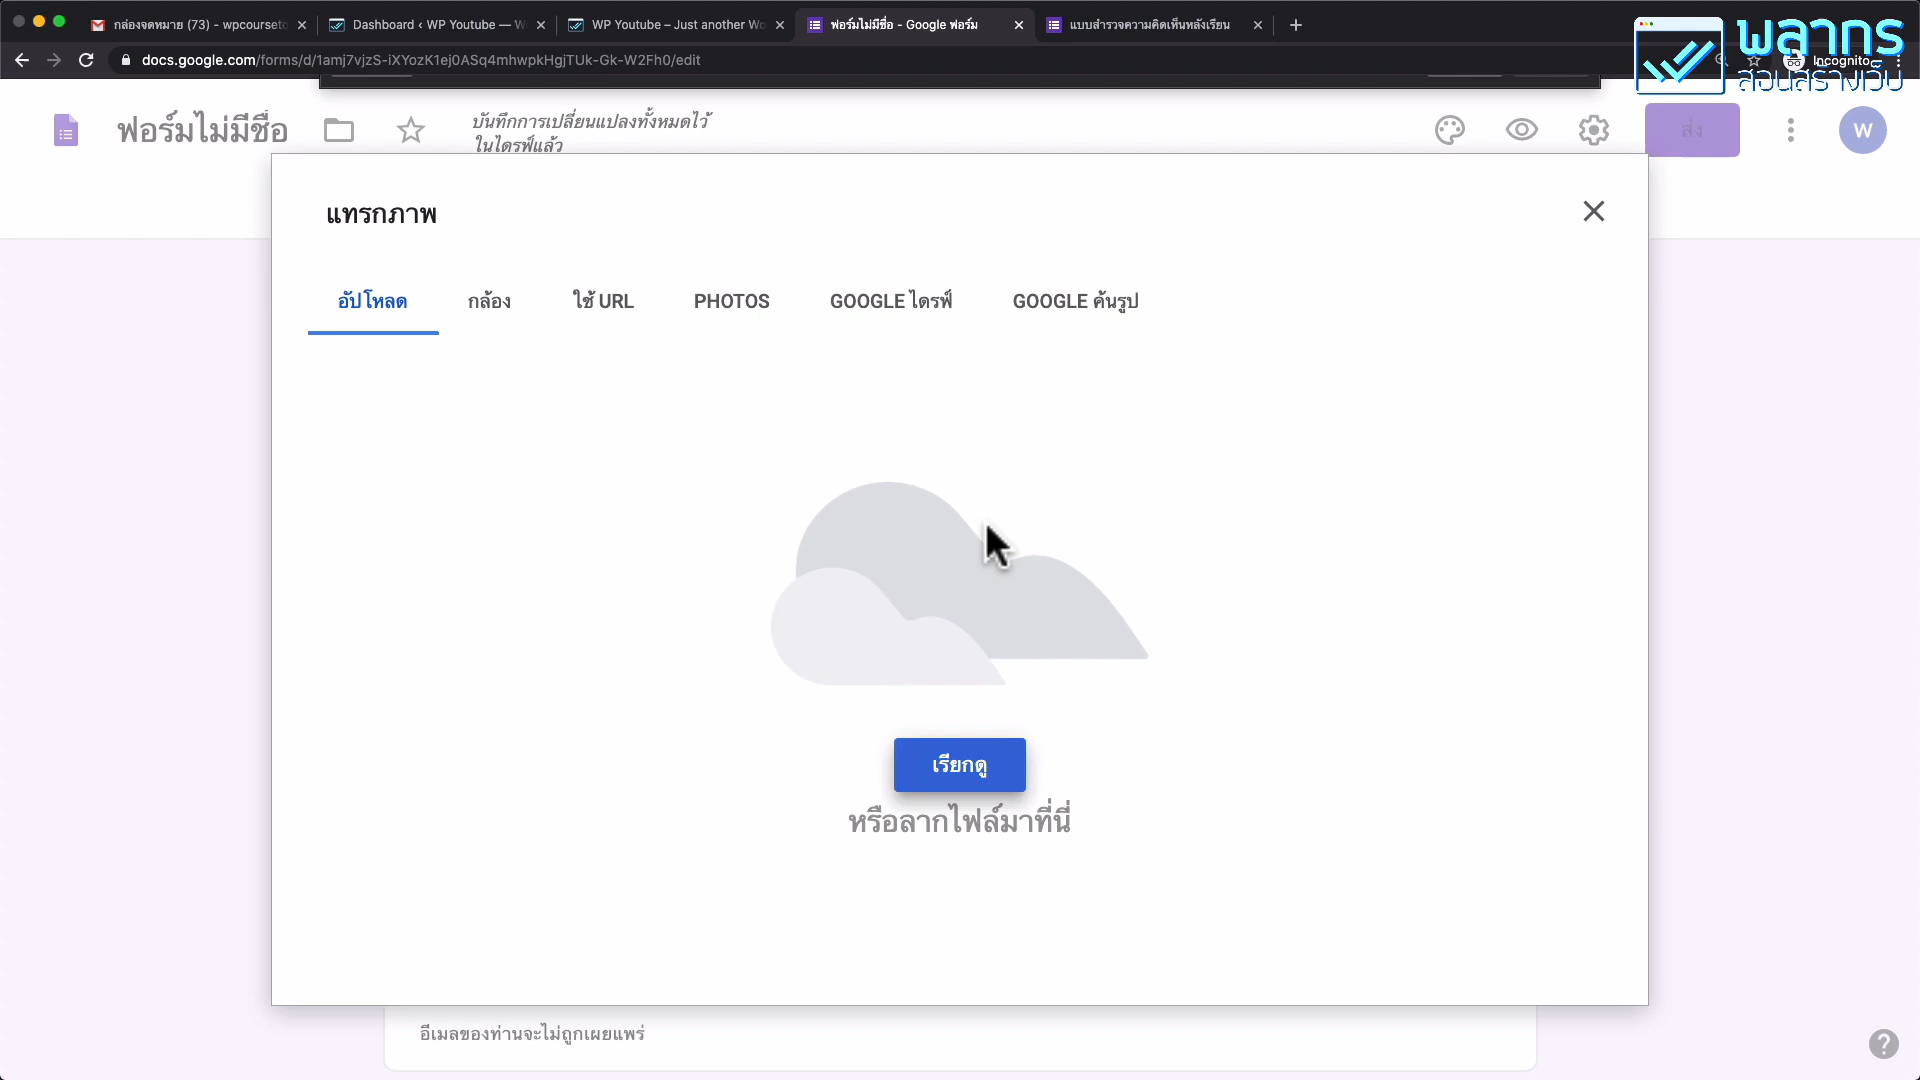 กล่องจดหมาย (73) - wpcourseto
Dashboard ‹ WP Youtube — W
WP Youtube – Just another Wo
ฟอร์มไม่มีชื่อ - Google ฟอร์ม
แบบสำรวจความคิดเห็นหลังเรียน
docs.google.com/forms/d/1amj7vjzS-iXYozK1ej0ASq4mhwpkHgjTUk-Gk-W2Fh0/edit
Incognito
พลากร
สอนสร้างเว็บ
ฟอร์มไม่มีชื่อ
บันทึกการเปลี่ยนแปลงทั้งหมดไว้
ในไดรฟ์แล้ว
ส่ง
W
แทรกภาพ
อัปโหลด
กล้อง
ใช้ URL
PHOTOS
GOOGLE ไดรฟ์
GOOGLE ค้นรูป
เรียกดู
หรือลากไฟล์มาที่นี่
อีเมลของท่านจะไม่ถูกเผยแพร่